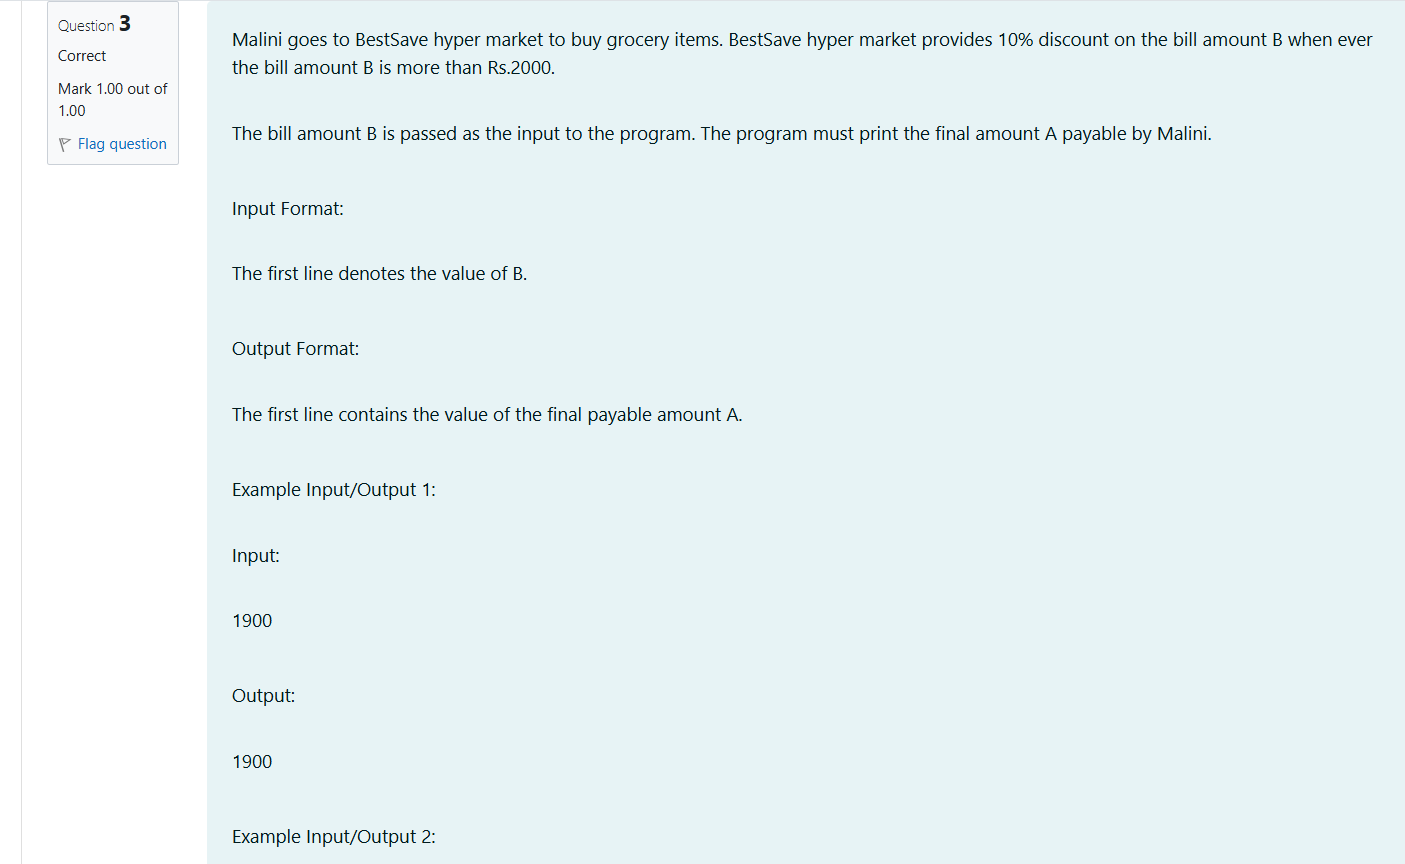 Question 3
Correct
Mark 1.00 out of
1.00
Flag question
Malini goes to BestSave hyper market to buy grocery items. BestSave hyper market provides 10% discount on the bill amount B when ever
the bill amount B is more than Rs.2000.
The bill amount B is passed as the input to the program. The program must print the final amount A payable by Malini.
Input Format:
The first line denotes the value of B.
Output Format:
The first line contains the value of the final payable amount A.
Example Input/Output 1:
Input:
1900
Output:
1900
Example Input/Output 2: